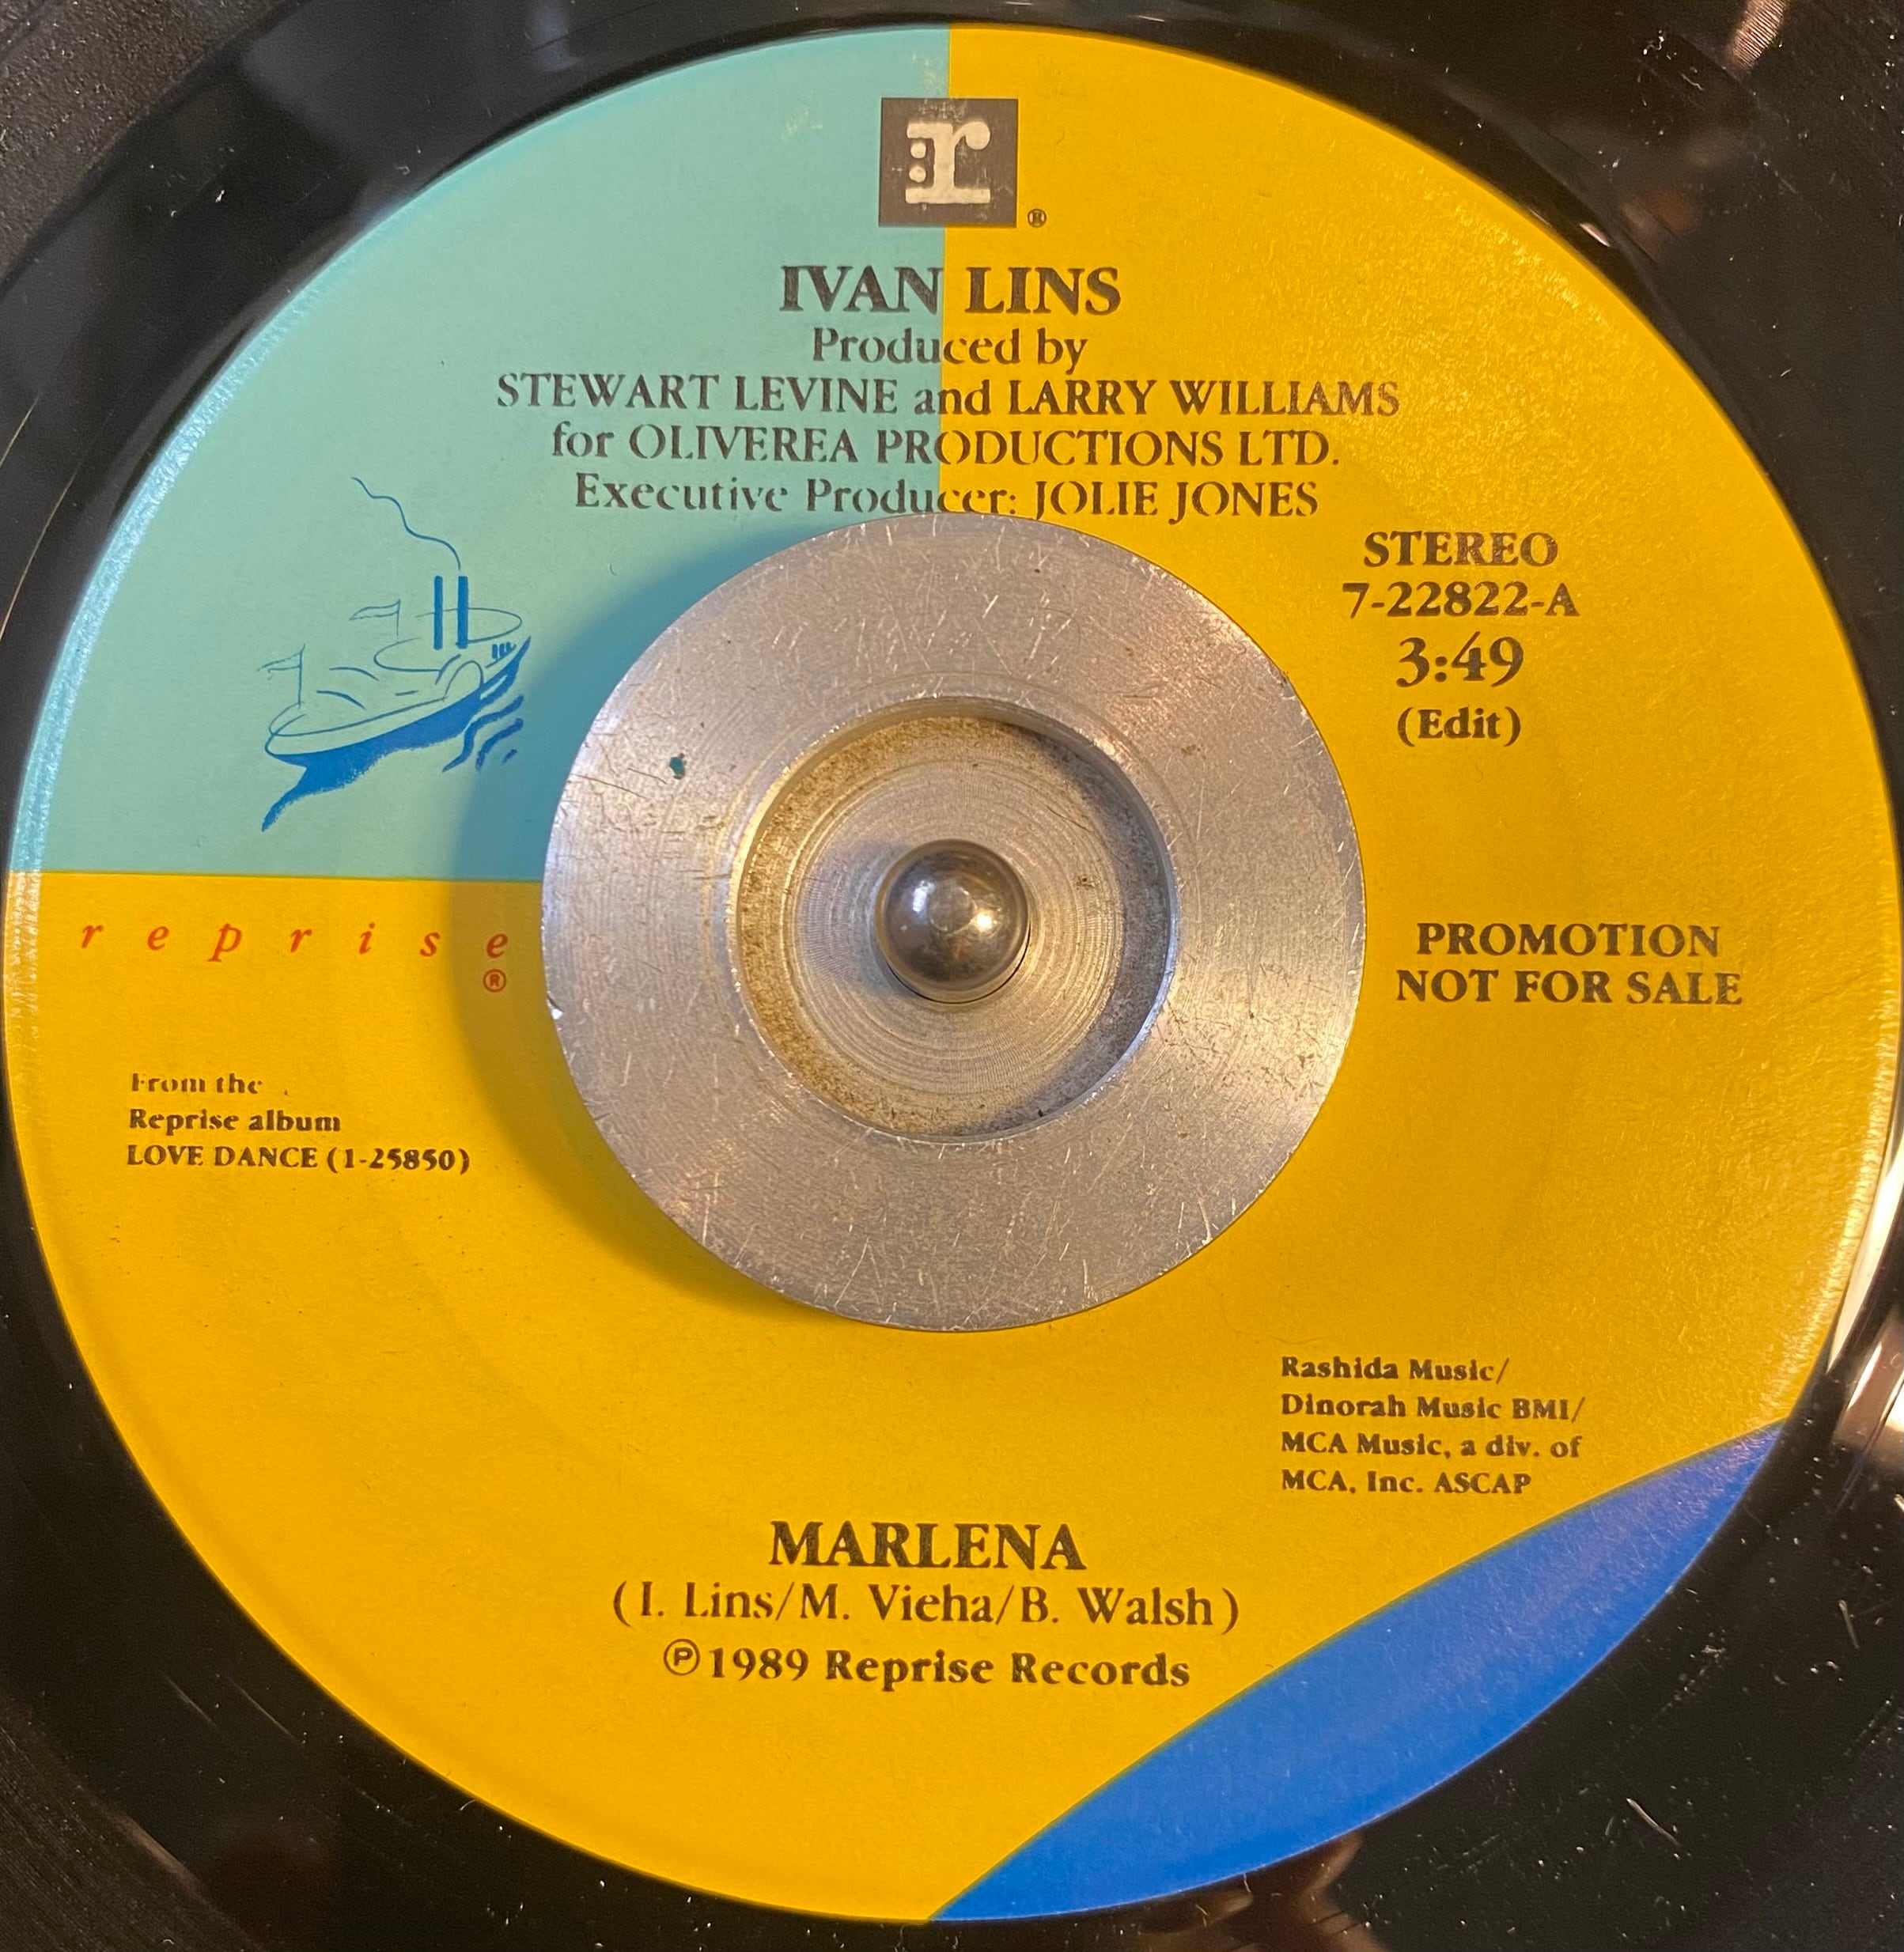 r
®
IVAN LINS
Produced by
STEWART LEVINE and LARRY WILLIAMS
for OLIVEREA PRODUCTIONS LTD.
Executive Producer: JOLIE JONES
STEREO
7-22822-A
3:49
(Edit)
reprise
®
PROMOTION
NOT FOR SALE
From the
Reprise album
LOVE DANCE (1-25850)
Rashida Music/
Dinorah Music BMI/
MCA Music, a div. of
MCA, Inc. ASCAP
MARLENA
(I. Lins/M. Vieha/B. Walsh)
℗1989 Reprise Records